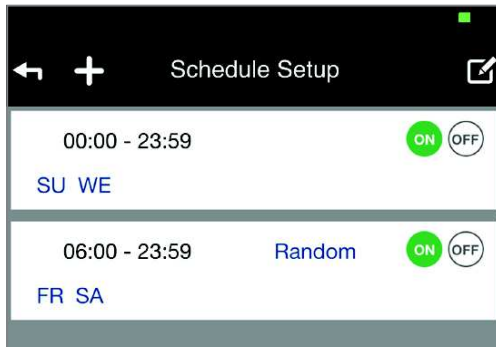 Schedule Setup
00:00 - 23:59 ON OFF
SU WE
06:00 - 23:59 Random ON OFF
FR SA